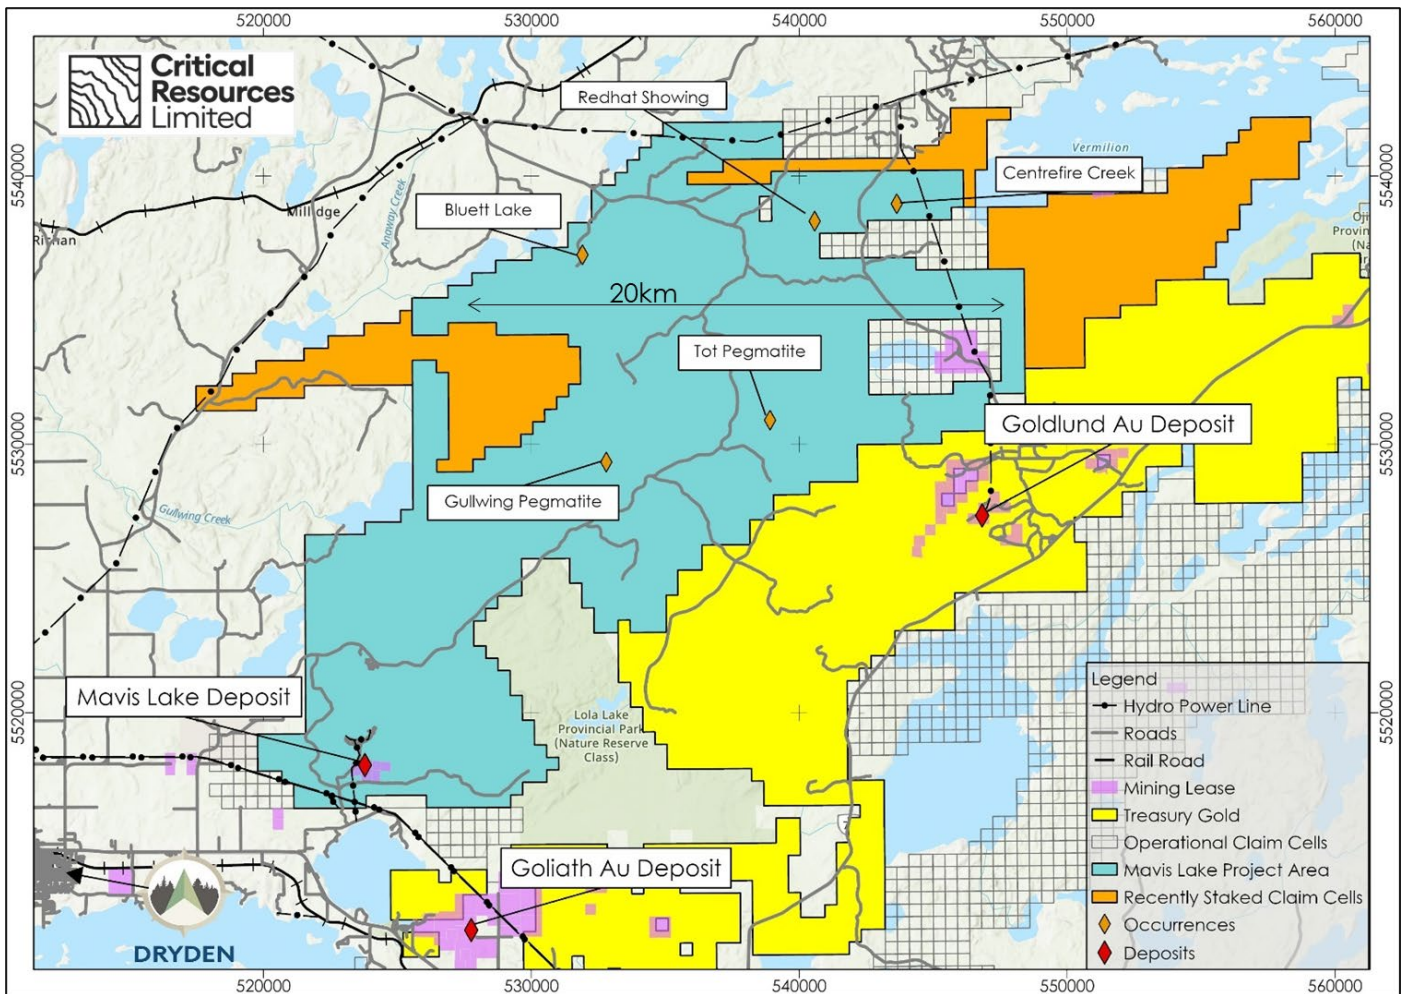 520000
530000
540000
550000
560000
Critical
Resources
Limited
Redhat Showing
Vermilion
Centrefire Creek
5540000
5540000
Bluett Lake
Millidge
Anaway Creek
20km
Tot Pegmatite
Goldlund Au Deposit
5530000
5530000
Gullwing Pegmatite
Gullwing Creek
Mavis Lake Deposit
Lola Lake
Provincial Park
(Nature Reserve
Class)
5520000
5520000
Legend
Hydro Power Line
Roads
Rail Road
Mining Lease
Treasury Gold
Operational Claim Cells
Mavis Lake Project Area
Recently Staked Claim Cells
Occurrences
Deposits
Goliath Au Deposit
DRYDEN
520000
530000
540000
550000
560000